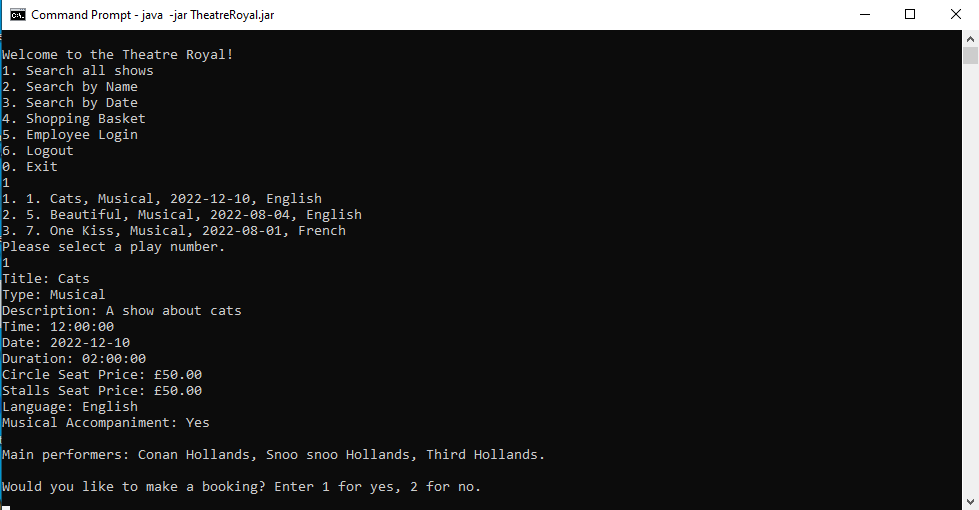 Command Prompt - java -jar TheatreRoyal.jar
Welcome to the Theatre Royal!
1. Search all shows
2. Search by Name
3. Search by Date
4. Shopping Basket
5. Employee Login
6. Logout
0. Exit
1
1. 1. Cats, Musical, 2022-12-10, English
2. 5. Beautiful, Musical, 2022-08-04, English
3. 7. One Kiss, Musical, 2022-08-01, French
Please select a play number.
1
Title: Cats
Type: Musical
Description: A show about cats
Time: 12:00:00
Date: 2022-12-10
Duration: 02:00:00
Circle Seat Price: £50.00
Stalls Seat Price: £50.00
Language: English
Musical Accompaniment: Yes
Main performers: Conan Hollands, Snoo snoo Hollands, Third Hollands.
Would you like to make a booking? Enter 1 for yes, 2 for no.